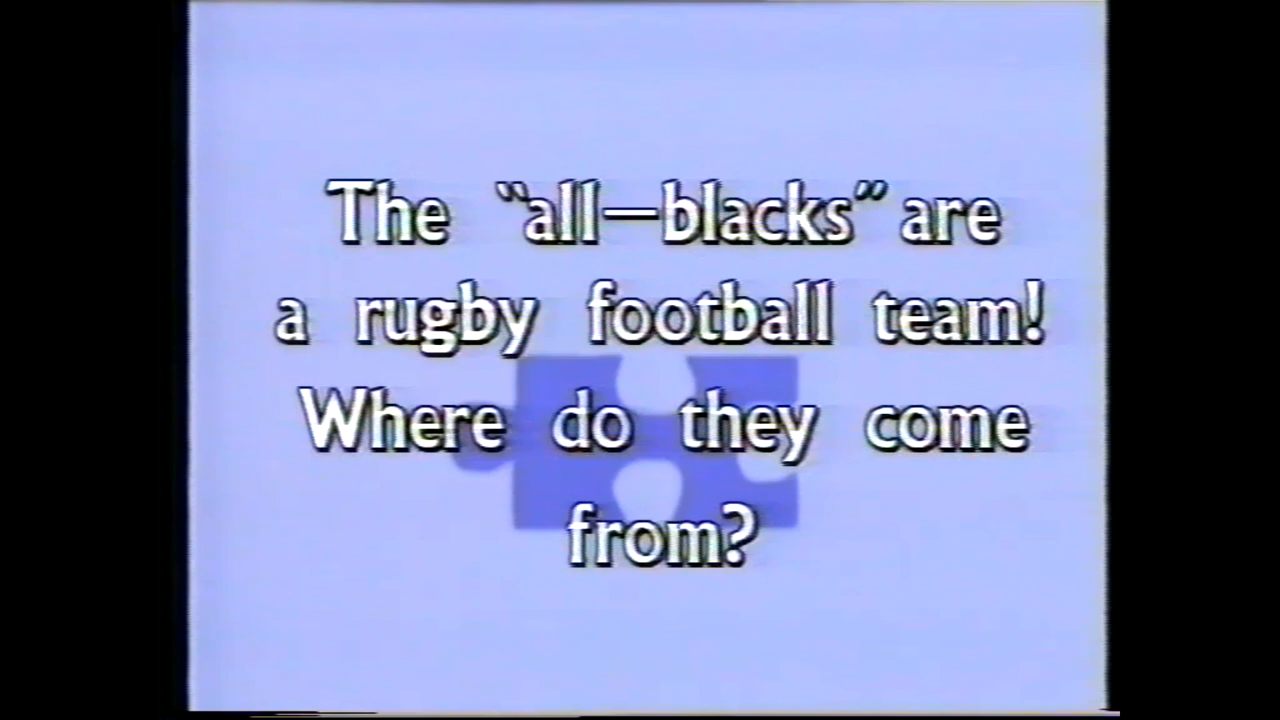 The “all—blacks” are
a rugby football team!
Where do they come
from?